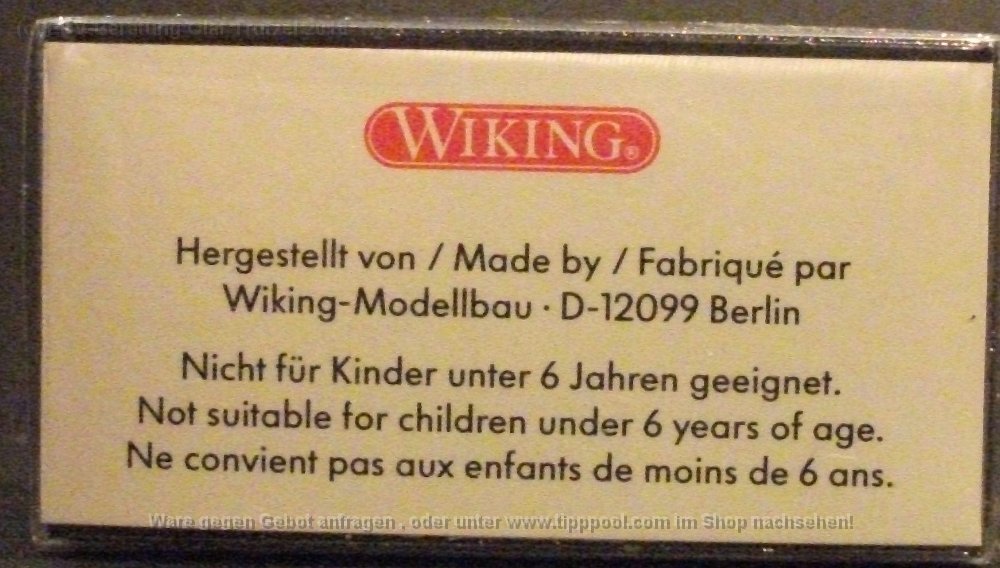 WIKING®
Hergestellt von / Made by / Fabriqué par
Wiking-Modellbau · D-12099 Berlin
Nicht für Kinder unter 6 Jahren geeignet.
Not suitable for children under 6 years of age.
Ne convient pas aux enfants de moins de 6 ans.
Ware gegen Gebot anfragen , oder unter www.tipppool.com im Shop nachsehen!